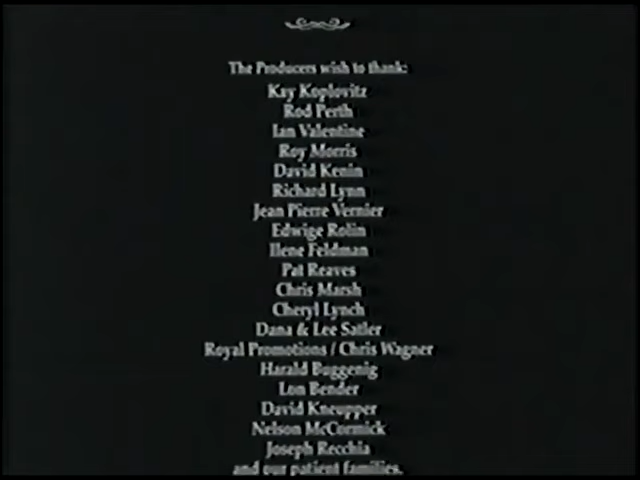 The Producers wish to thank:
Kay Koplovitz
Rod Perth
Ian Valentine
Roy Morris
David Kenin
Richard Lynn
Jean Pierre Vernier
Edwige Rolin
Ilene Feldman
Pat Reaves
Chris Marsh
Cheryl Lynch
Dana & Lee Satler
Royal Promotions / Chris Wagner
Harald Buggenig
Lon Bender
David Kneupper
Nelson McCormick
Joseph Recchia
and our patient families.